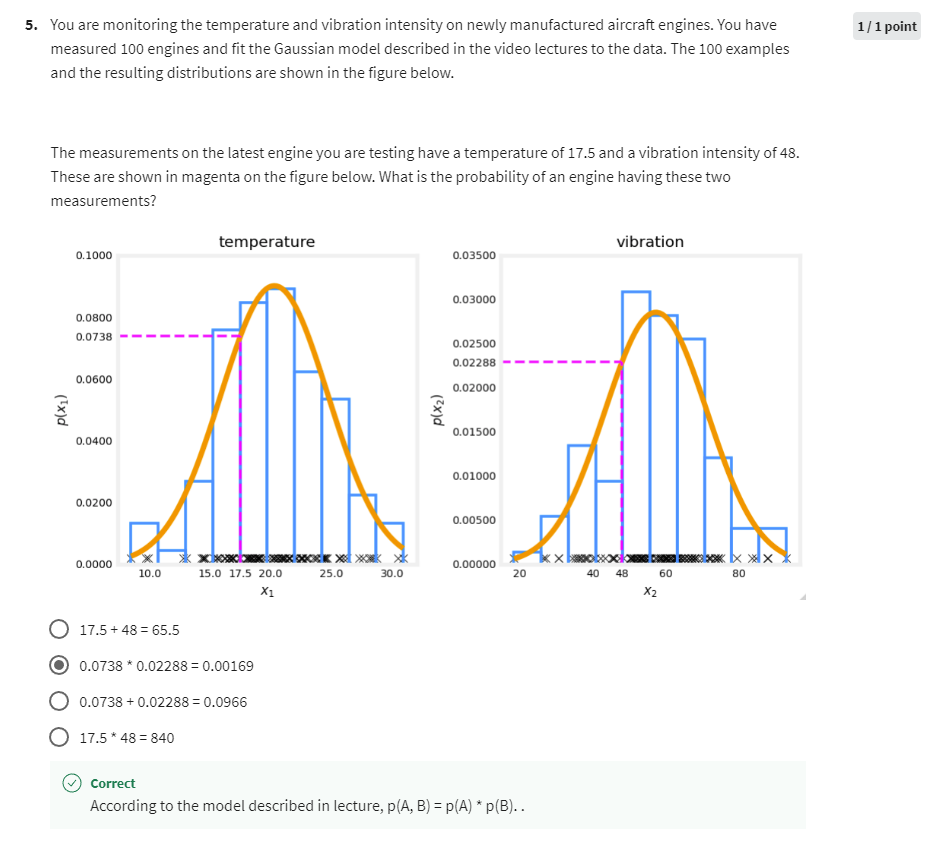 5. You are monitoring the temperature and vibration intensity on newly manufactured aircraft engines. You have
1 / 1 point
measured 100 engines and fit the Gaussian model described in the video lectures to the data. The 100 examples
and the resulting distributions are shown in the figure below.
The measurements on the latest engine you are testing have a temperature of 17.5 and a vibration intensity of 48.
These are shown in magenta on the figure below. What is the probability of an engine having these two
measurements?
temperature
0.1000
0.0800
0.0738
0.0600
0.0400
0.0200
0.0000
p(x₁)
10.0 15.0 17.5 20.0 25.0 30.0
x₁
vibration
0.03500
0.03000
0.02500
0.02288
0.02000
0.01500
0.01000
0.00500
0.00000
p(x₂)
20 40 48 60 80
x₂
17.5 + 48 = 65.5
0.0738 * 0.02288 = 0.00169
0.0738 + 0.02288 = 0.0966
17.5 * 48 = 840
Correct
According to the model described in lecture, p(A, B) = p(A) * p(B). .